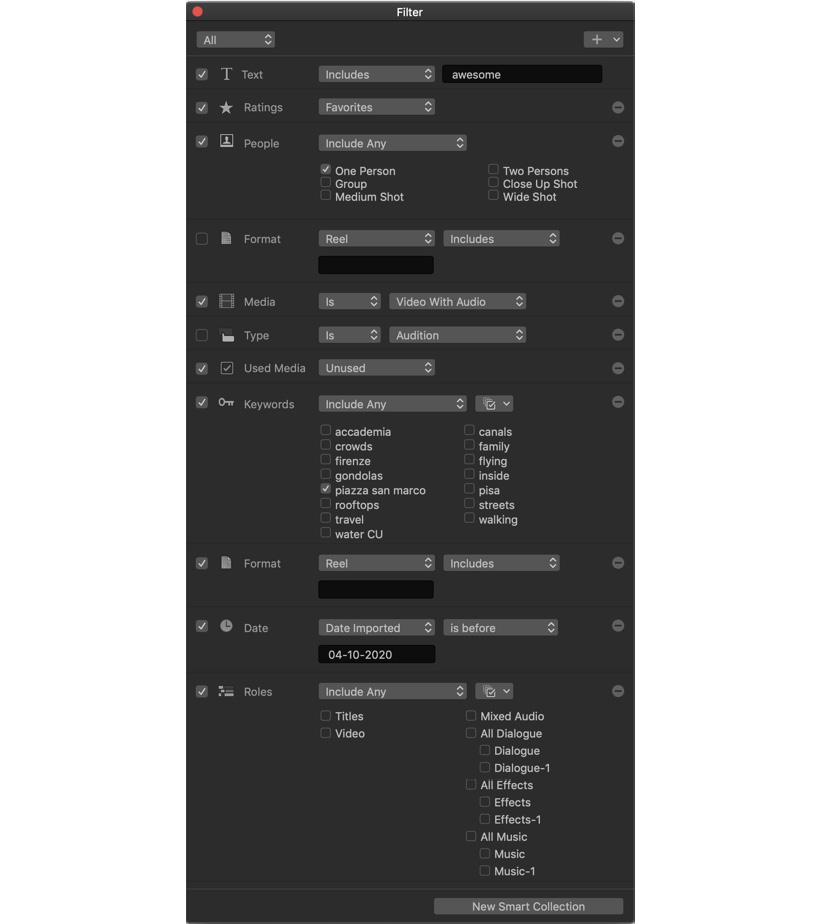 Filter
All
Text Includes awesome
Ratings Favorites
People Include Any
One Person Two Persons
Group Close Up Shot
Medium Shot Wide Shot
Format Reel Includes
Media Is Video With Audio
Type Is Audition
Used Media Unused
Keywords Include Any
accademia canals
crowds family
firenze flying
gondolas inside
piazza san marco pisa
rooftops streets
travel walking
water CU
Format Reel Includes
Date Date Imported is before
04-10-2020
Roles Include Any
Titles Mixed Audio
Video All Dialogue
Dialogue
Dialogue-1
All Effects
Effects
Effects-1
All Music
Music
Music-1
New Smart Collection